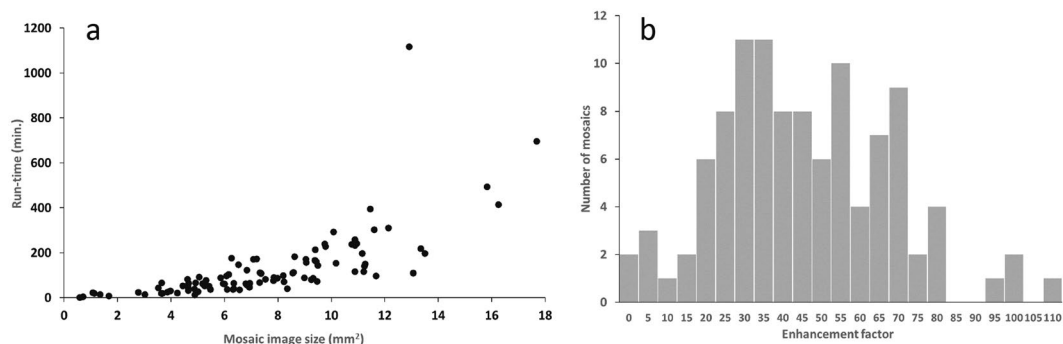 a
1200
1000
800
600
400
200
0
Run-time (min.)
0 2 4 6 8 10 12 14 16 18
Mosaic image size (mm²)
b
12
10
8
6
4
2
0
Number of mosaics
0 5 10 15 20 25 30 35 40 45 50 55 60 65 70 75 80 85 90 95 100 105 110
Enhancement factor